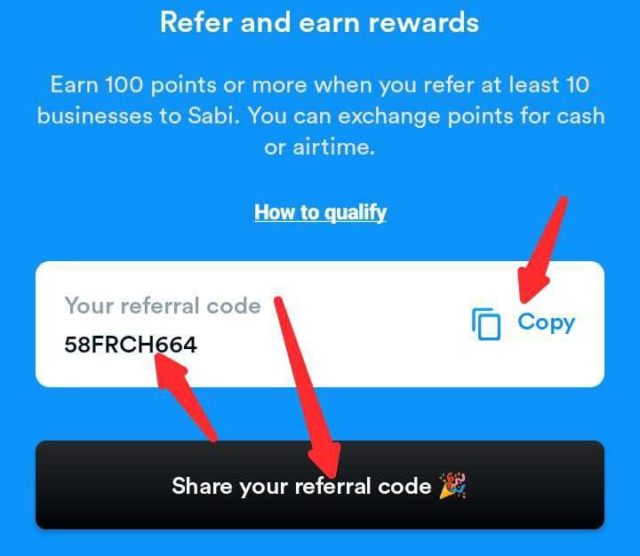 Refer and earn rewards
Earn 100 points or more when you refer at least 10
businesses to Sabi. You can exchange points for cash
or airtime.
How to qualify
Your referral code
58FRCH664
Copy
Share your referral code 🎉